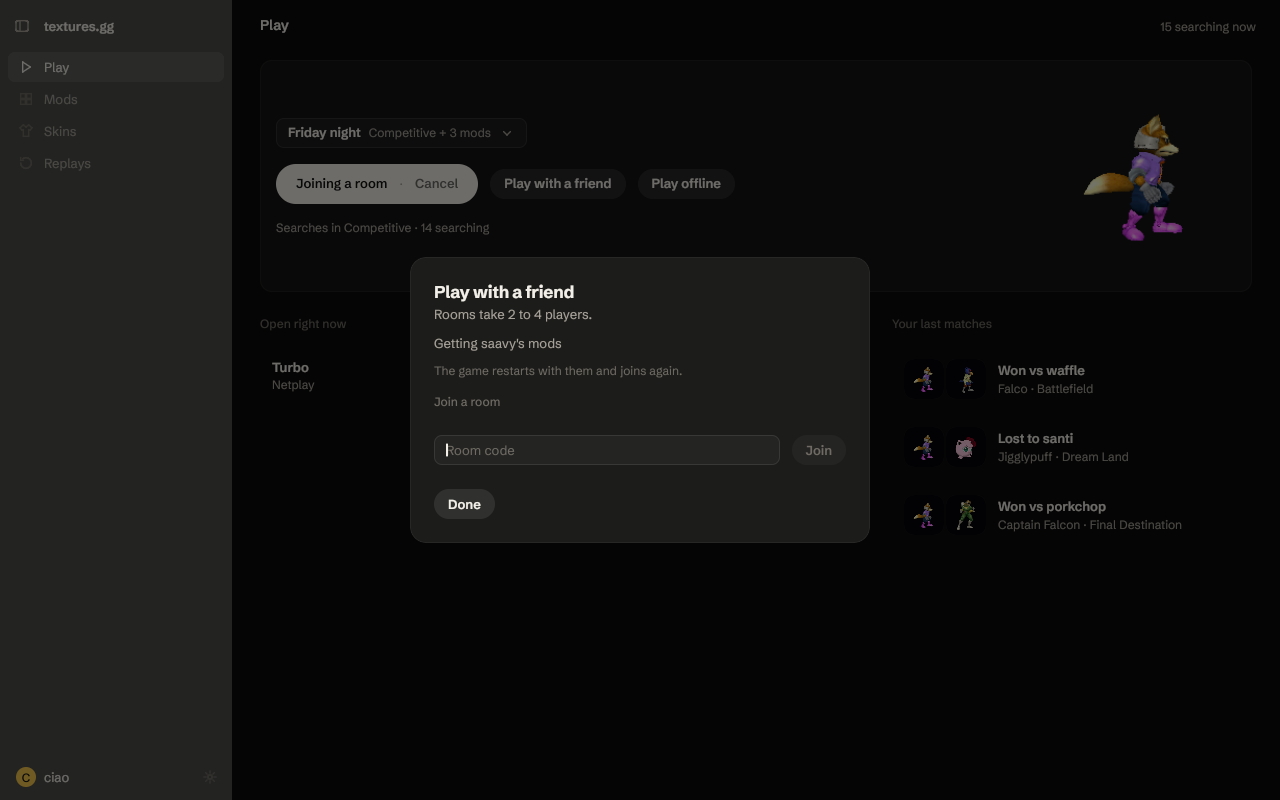 textures.gg
Play
Mods
Skins
Replays
C ciao
Play
15 searching now
Friday night Competitive + 3 mods
Joining a room · Cancel
Play with a friend
Play offline
Searches in Competitive · 14 searching
Open right now
Turbo
Netplay
Play with a friend
Rooms take 2 to 4 players.
Getting saavy's mods
The game restarts with them and joins again.
Join a room
Room code
Join
Done
Your last matches
Won vs waffle
Falco · Battlefield
Lost to santi
Jigglypuff · Dream Land
Won vs porkchop
Captain Falcon · Final Destination